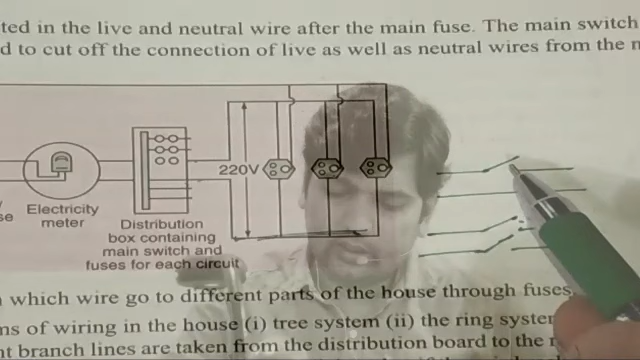 ted in the live and neutral wire after the main fuse. The main switch
d to cut off the connection of live as well as neutral wires from the
220V
se
Electricity
meter
Distribution
box containing
main switch and
fuses for each circuit
which wire go to different parts of the house through fuses
ns of wiring in the house (i) tree system (ii) the ring
nt branch lines are taken from the distribution board to the